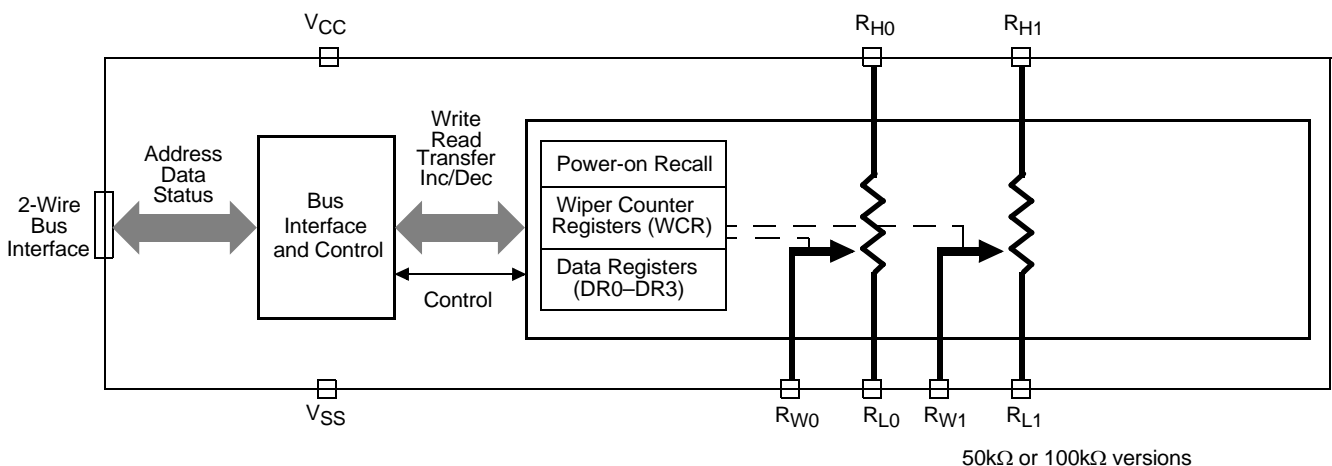 VCC
RH0
RH1
Address
Data
Status
Write
Read
Transfer
Inc/Dec
2-Wire
Bus
Interface
Bus
Interface
and Control
Control
Power-on Recall
Wiper Counter
Registers (WCR)
Data Registers
(DR0–DR3)
VSS
RW0
RL0
RW1
RL1
50kΩ or 100kΩ versions